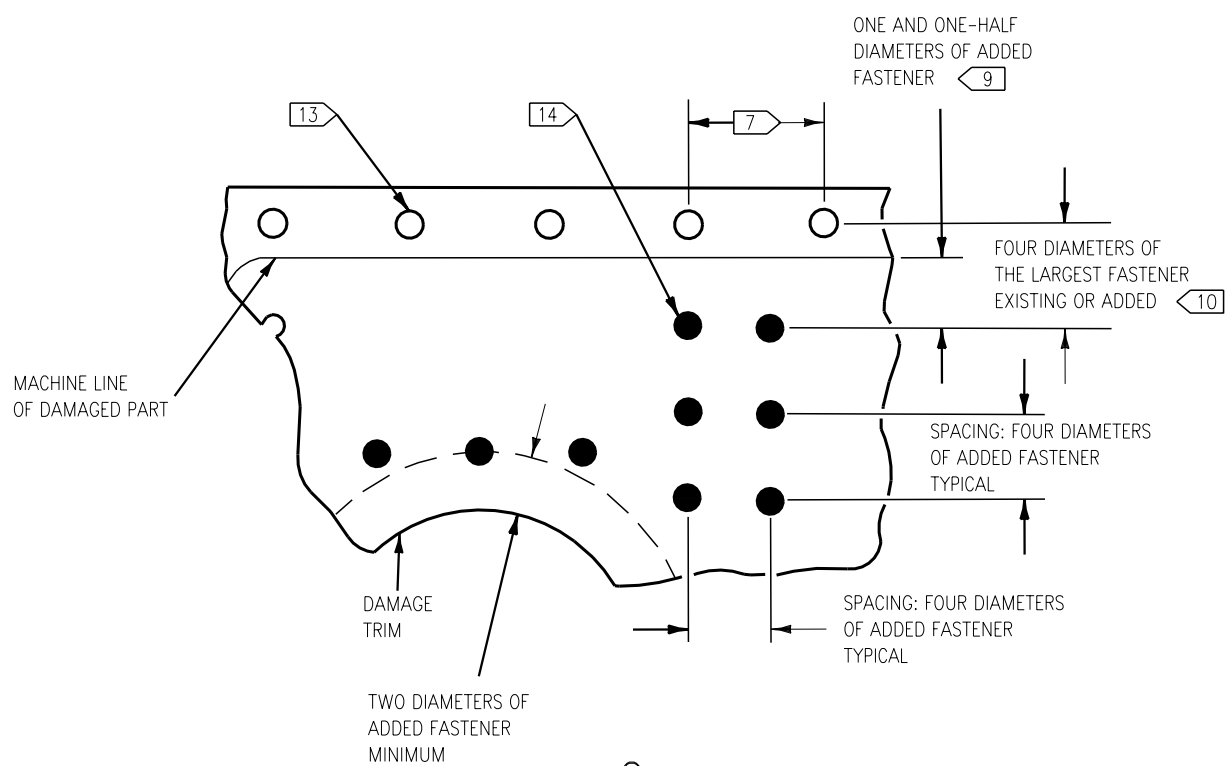 ONE AND ONE-HALF
DIAMETERS OF ADDED
FASTENER 9
13
14
7
FOUR DIAMETERS OF
THE LARGEST FASTENER
EXISTING OR ADDED 10
MACHINE LINE
OF DAMAGED PART
SPACING: FOUR DIAMETERS
OF ADDED FASTENER
TYPICAL
DAMAGE
TRIM
SPACING: FOUR DIAMETERS
OF ADDED FASTENER
TYPICAL
TWO DIAMETERS OF
ADDED FASTENER
MINIMUM